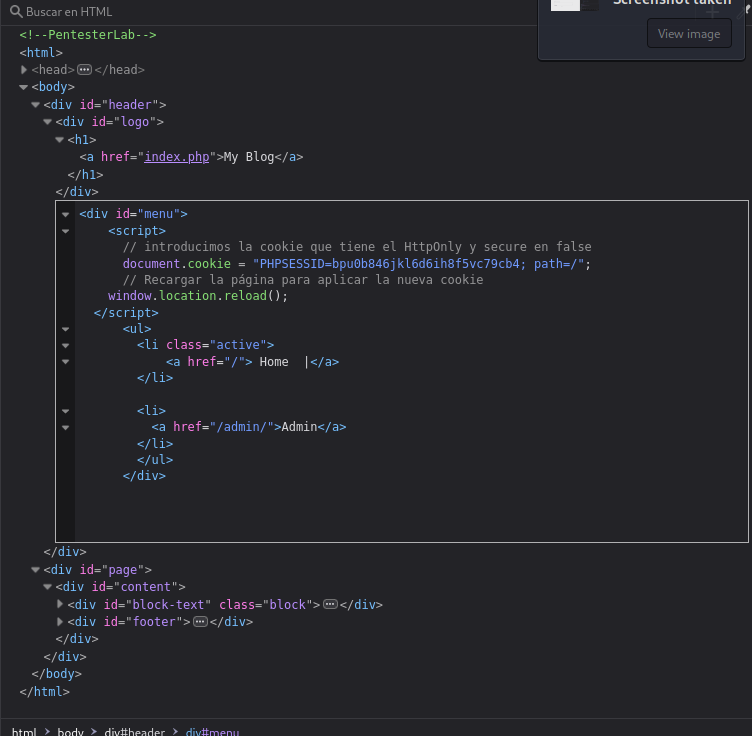 Buscar en HTML
Screenshot taken
View image
<!--PentesterLab-->
<html>
<head></head>
<body>
<div id="header">
<div id="logo">
<h1>
<a href="index.php">My Blog</a>
</h1>
</div>
<div id="menu">
<script>
// introducimos la cookie que tiene el HttpOnly y secure en false
document.cookie = "PHPSESSID=bpu0b846jkl6d6ih8f5vc79cb4; path=/";
// Recargar la página para aplicar la nueva cookie
window.location.reload();
</script>
<ul>
<li class="active">
<a href="/"> Home  |</a>
</li>
<li>
<a href="/admin/">Admin</a>
</li>
</ul>
</div>
</div>
<div id="page">
<div id="content">
<div id="block-text" class="block"></div>
<div id="footer"></div>
</div>
</div>
</body>
</html>
html > body > div#header > div#menu